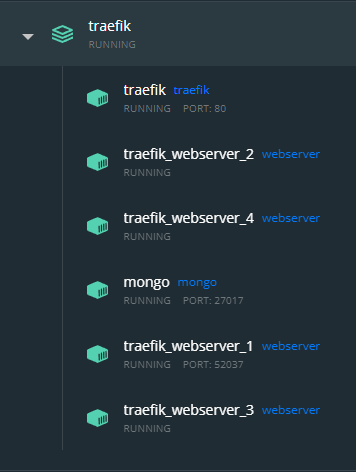 traefik
RUNNING
traefik traefik
RUNNING PORT: 80
traefik_webserver_2 webserver
RUNNING
traefik_webserver_4 webserver
RUNNING
mongo mongo
RUNNING PORT: 27017
traefik_webserver_1 webserver
RUNNING PORT: 52037
traefik_webserver_3 webserver
RUNNING